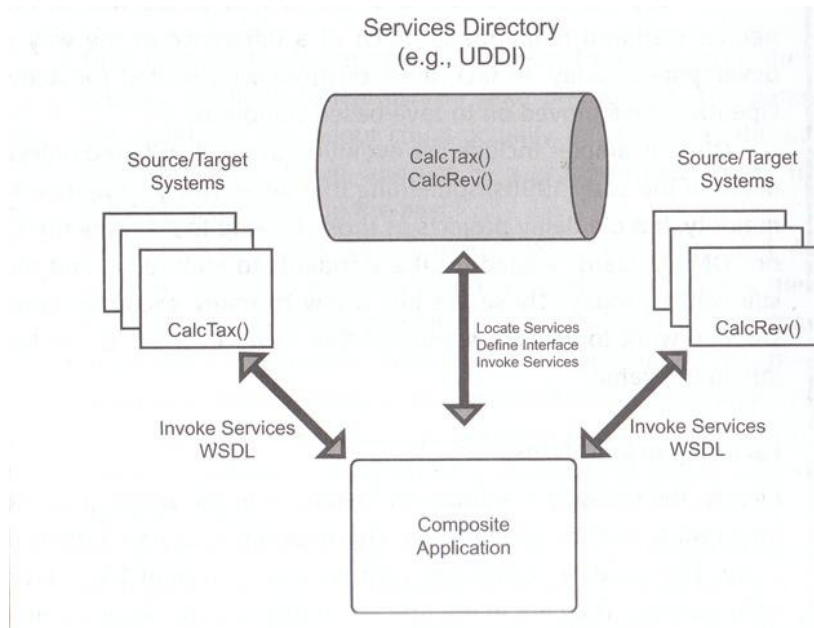 Services Directory
(e.g., UDDI)
CalcTax()
CalcRev()
Source/Target
Systems
CalcTax()
Source/Target
Systems
CalcRev()
Locate Services
Define Interface
Invoke Services
Invoke Services
WSDL
Invoke Services
WSDL
Composite
Application